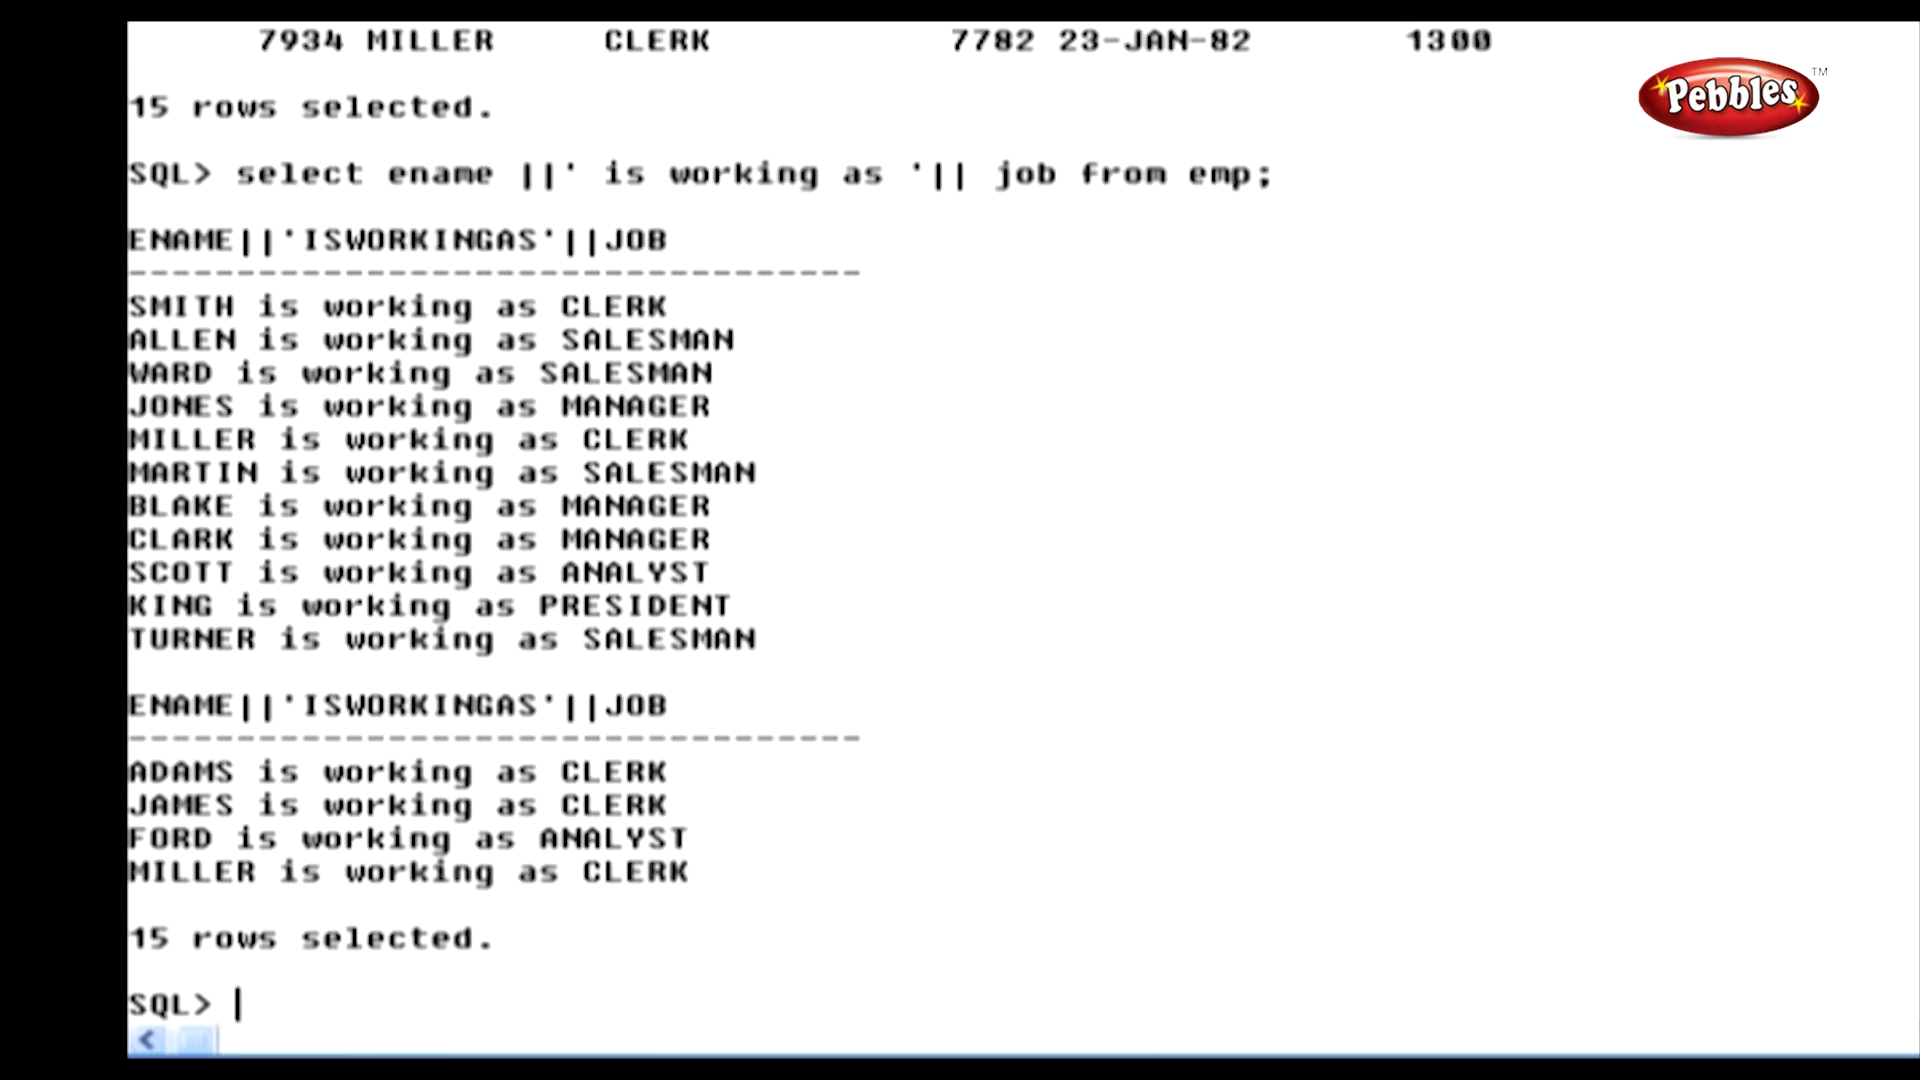 7934 MILLER CLERK 7782 23-JAN-82 1300
Pebbles TM
15 rows selected.
SQL> select ename ||' is working as '|| job from emp;
ENAME||'ISWORKINGAS'||JOB
----------------------------------
SMITH is working as CLERK
ALLEN is working as SALESMAN
WARD is working as SALESMAN
JONES is working as MANAGER
MILLER is working as CLERK
MARTIN is working as SALESMAN
BLAKE is working as MANAGER
CLARK is working as MANAGER
SCOTT is working as ANALYST
KING is working as PRESIDENT
TURNER is working as SALESMAN
ENAME||'ISWORKINGAS'||JOB
----------------------------------
ADAMS is working as CLERK
JAMES is working as CLERK
FORD is working as ANALYST
MILLER is working as CLERK
15 rows selected.
SQL>